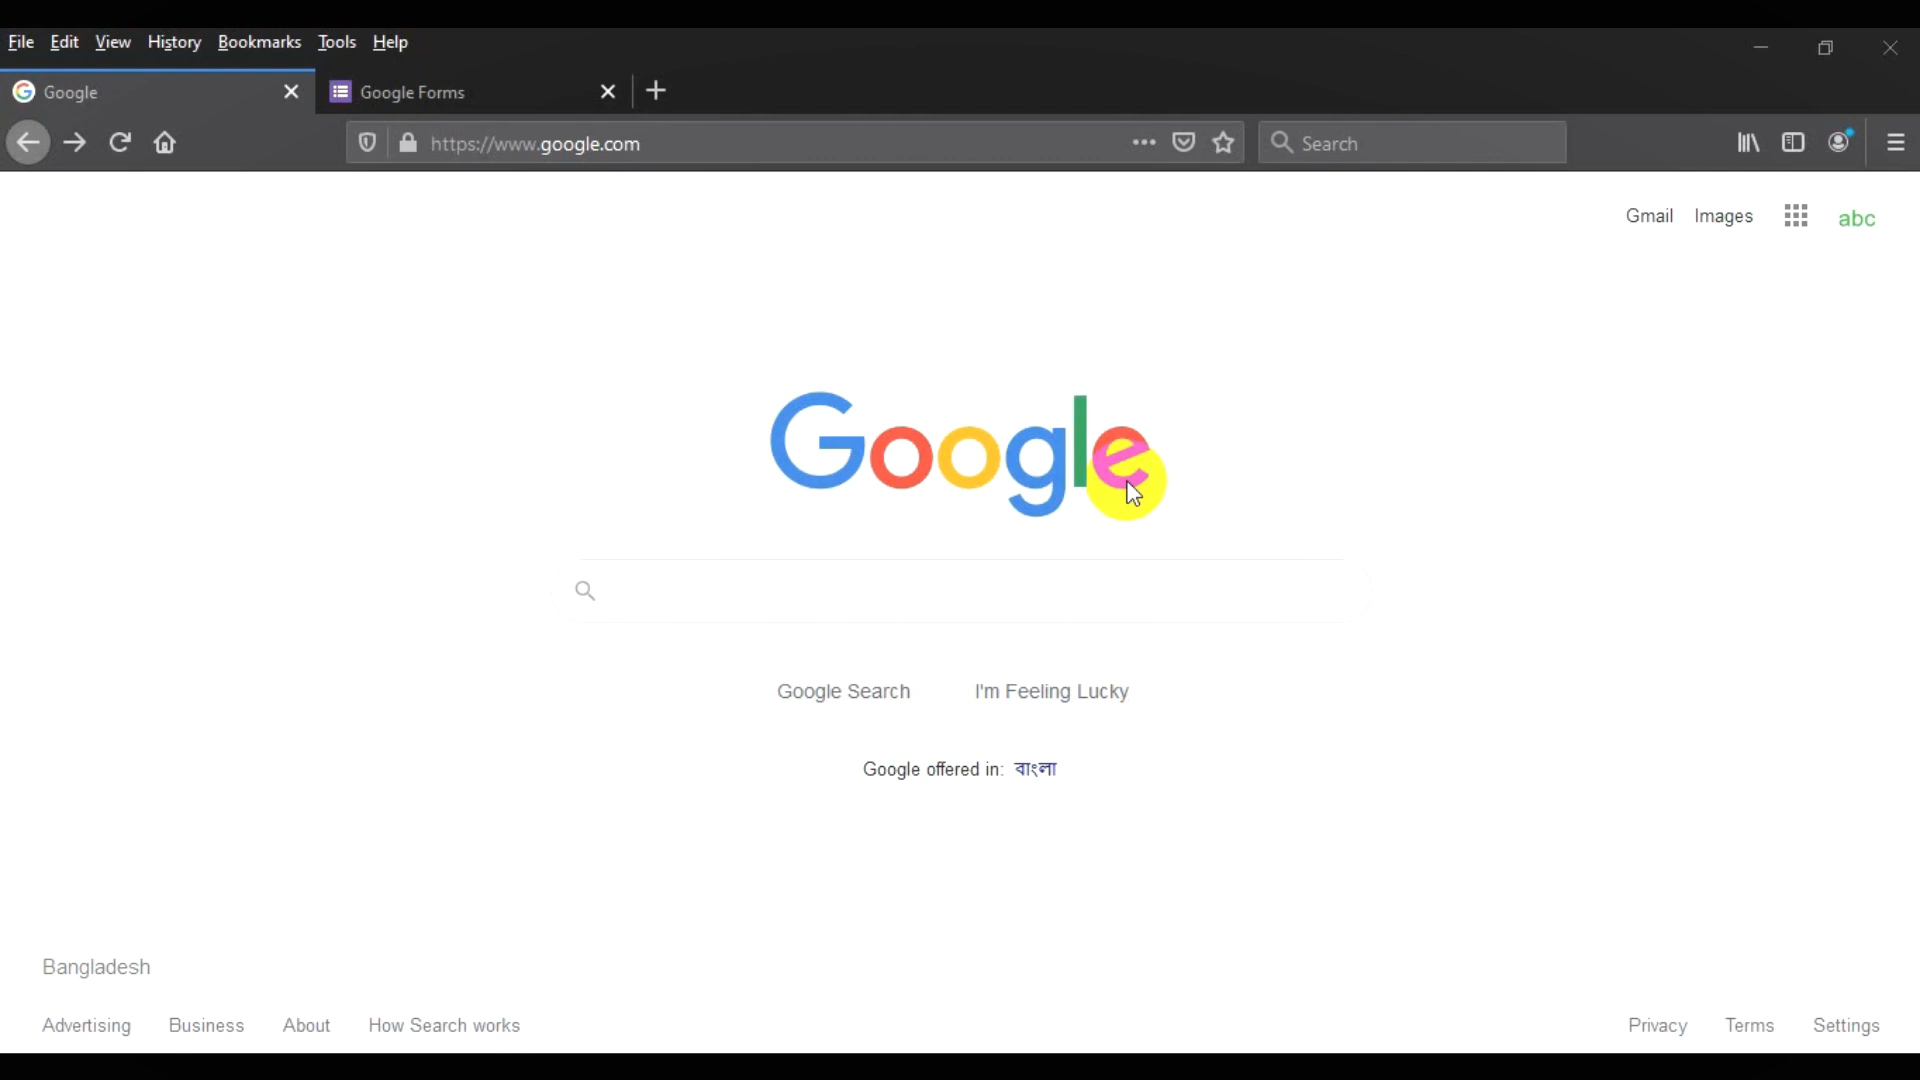 File Edit View History Bookmarks Tools Help
Google Google Forms
https://www.google.com Search
Gmail Images abc
Google
Google Search I'm Feeling Lucky
Google offered in: বাংলা
Bangladesh
Advertising Business About How Search works Privacy Terms Settings